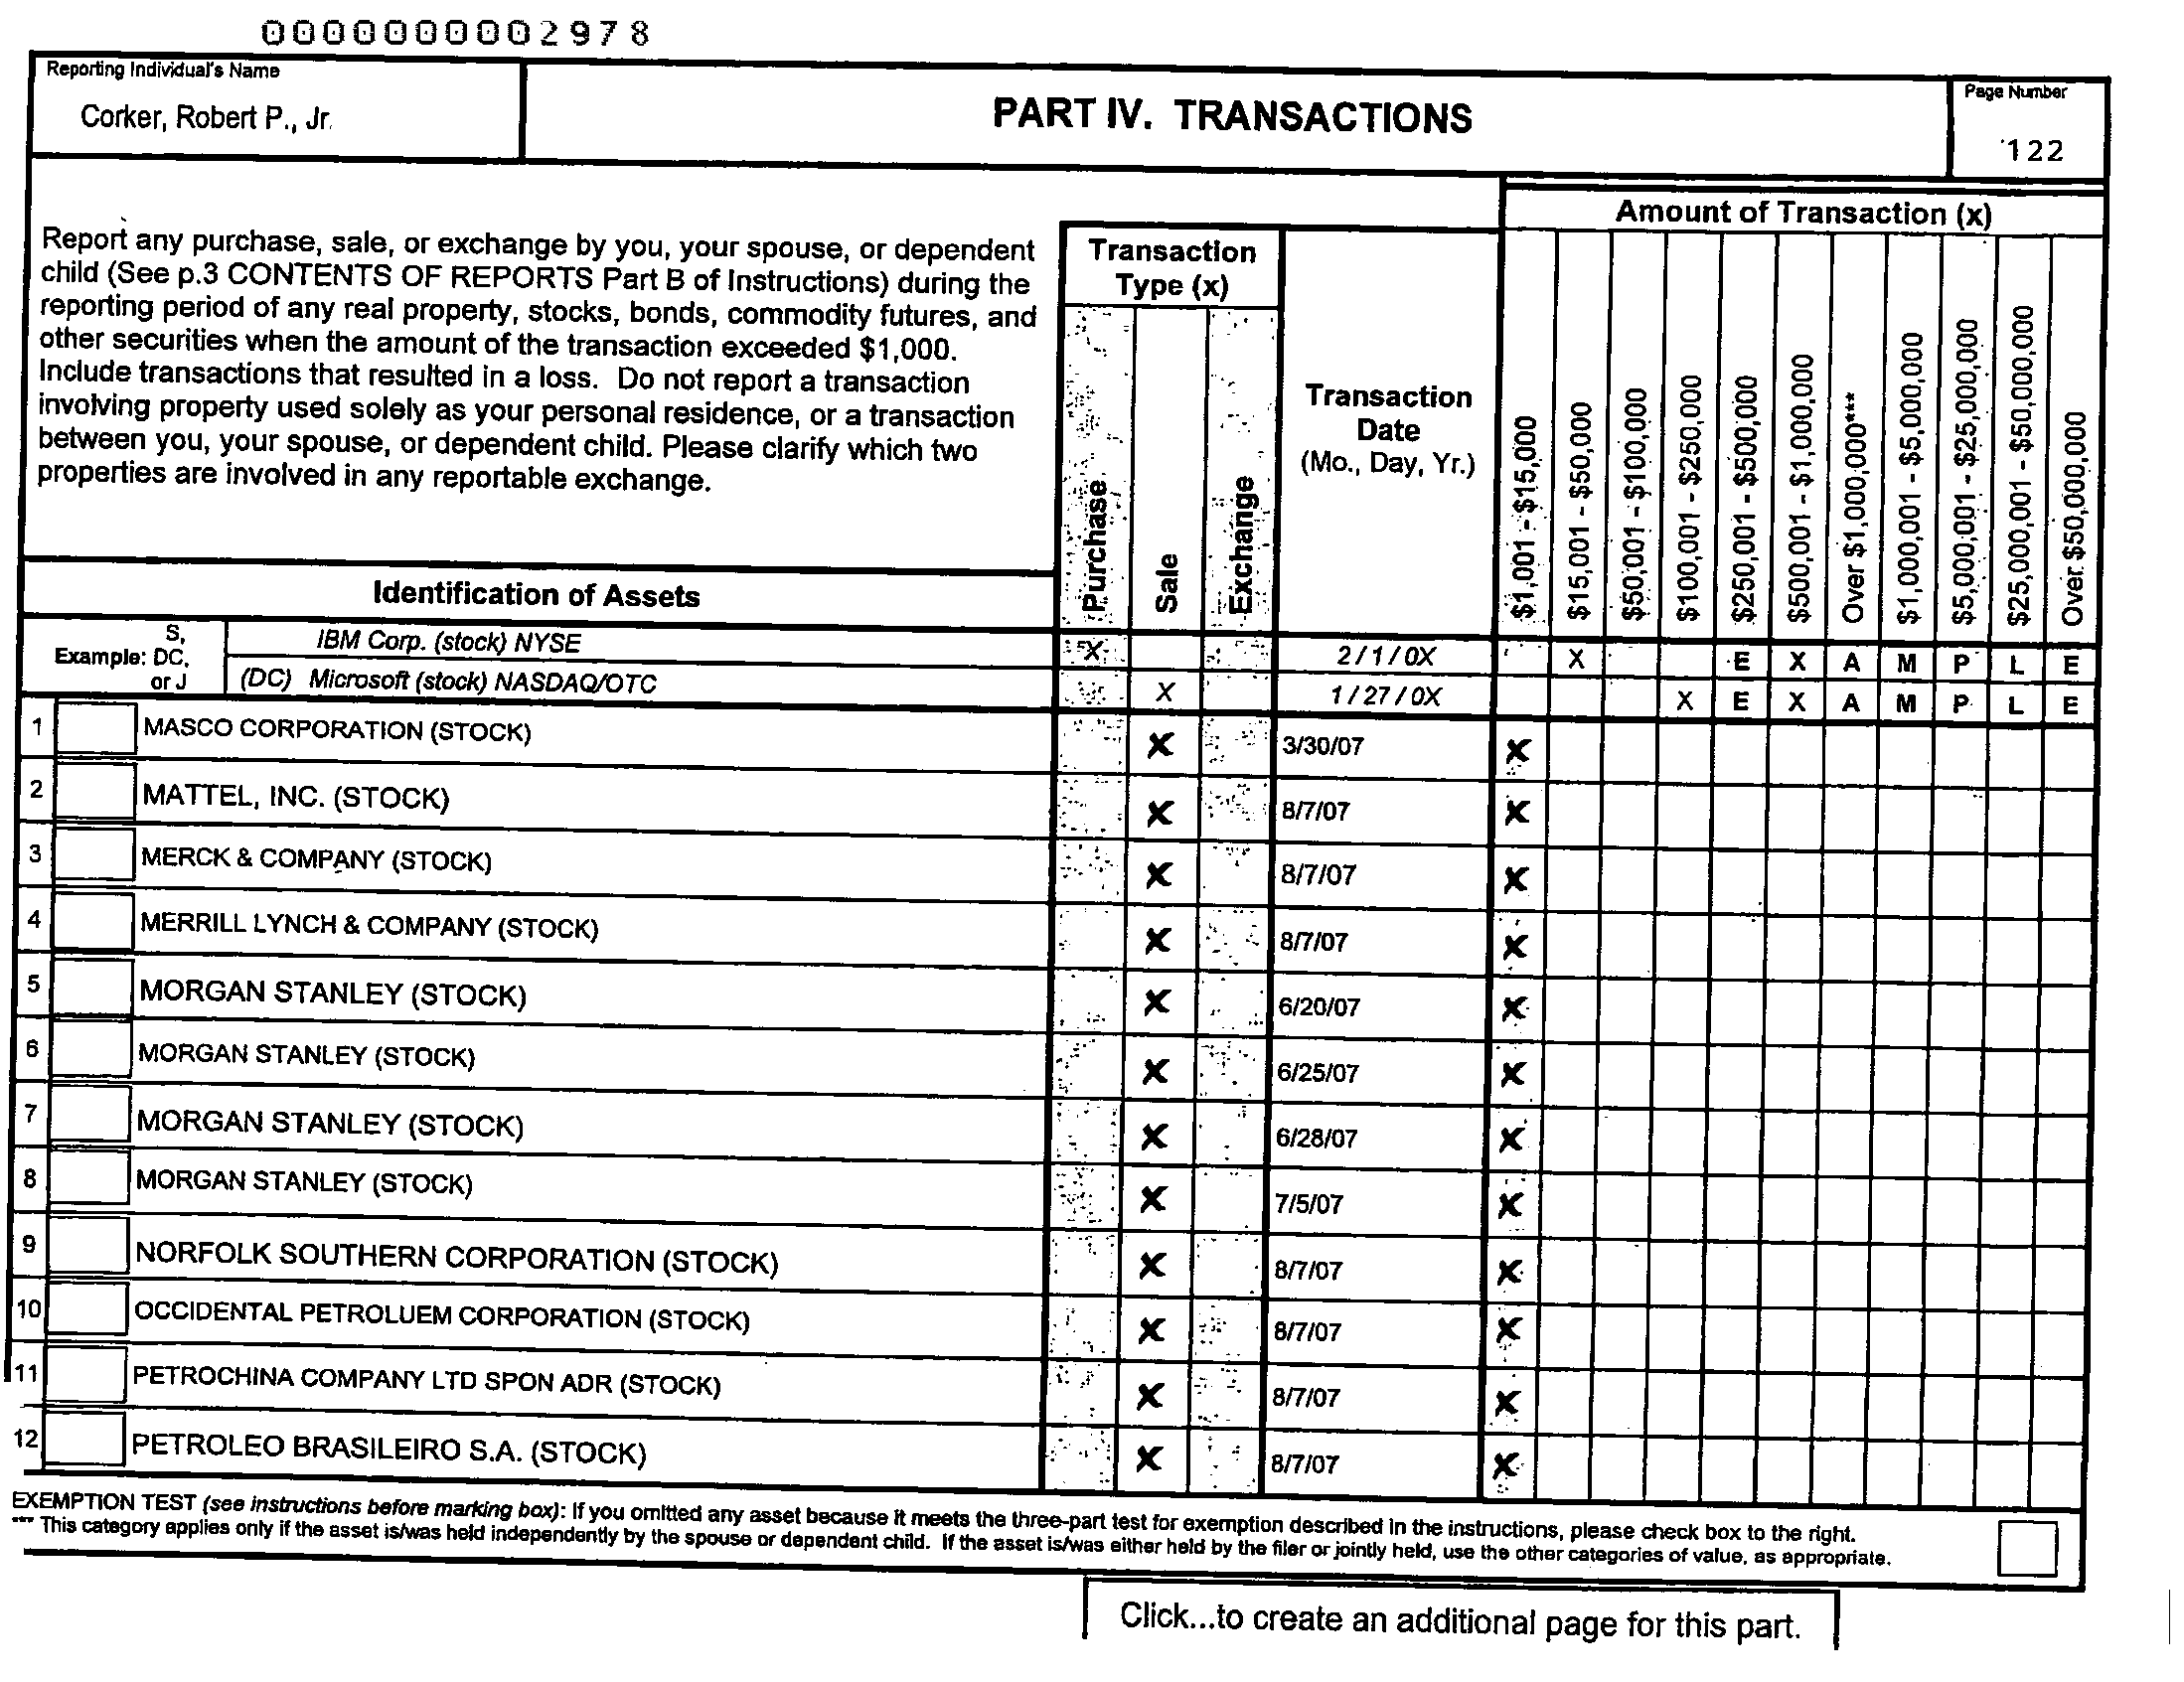 0000000002978
Reporting Individual's Name
Corker, Robert P., Jr.
PART IV. TRANSACTIONS
Page Number
122
Report any purchase, sale, or exchange by you, your spouse, or dependent
child (See p.3 CONTENTS OF REPORTS Part B of Instructions) during the
reporting period of any real property, stocks, bonds, commodity futures, and
other securities when the amount of the transaction exceeded $1,000.
Include transactions that resulted in a loss. Do not report a transaction
involving property used solely as your personal residence, or a transaction
between you, your spouse, or dependent child. Please clarify which two
properties are involved in any reportable exchange.
Transaction
Type (x)
Purchase
Sale
Exchange
Transaction
Date
(Mo., Day, Yr.)
Amount of Transaction (x)
$1,001 - $15,000
$15,001 - $50,000
$50,001 - $100,000
$100,001 - $250,000
$250,001 - $500,000
$500,001 - $1,000,000
Over $1,000,000***
$1,000,001 - $5,000,000
$5,000,001 - $25,000,000
$25,000,001 - $50,000,000
Over $50,000,000
Identification of Assets
Example: S, DC, or J
IBM Corp. (stock) NYSE X 2 / 1 / 0X X E X A M P L E
(DC) Microsoft (stock) NASDAQ/OTC X 1 / 27 / 0X X E X A M P L E
1 MASCO CORPORATION (STOCK) X 3/30/07 X
2 MATTEL, INC. (STOCK) X 8/7/07 X
3 MERCK & COMPANY (STOCK) X 8/7/07 X
4 MERRILL LYNCH & COMPANY (STOCK) X 8/7/07 X
5 MORGAN STANLEY (STOCK) X 6/20/07 X
6 MORGAN STANLEY (STOCK) X 6/25/07 X
7 MORGAN STANLEY (STOCK) X 6/28/07 X
8 MORGAN STANLEY (STOCK) X 7/5/07 X
9 NORFOLK SOUTHERN CORPORATION (STOCK) X 8/7/07 X
10 OCCIDENTAL PETROLUEM CORPORATION (STOCK) X 8/7/07 X
11 PETROCHINA COMPANY LTD SPON ADR (STOCK) X 8/7/07 X
12 PETROLEO BRASILEIRO S.A. (STOCK) X 8/7/07 X
EXEMPTION TEST (see instructions before marking box): If you omitted any asset because it meets the three-part test for exemption described in the instructions, please check box to the right.
*** This category applies only if the asset is/was held independently by the spouse or dependent child. If the asset is/was either held by the filer or jointly held, use the other categories of value, as appropriate.
Click...to create an additional page for this part.